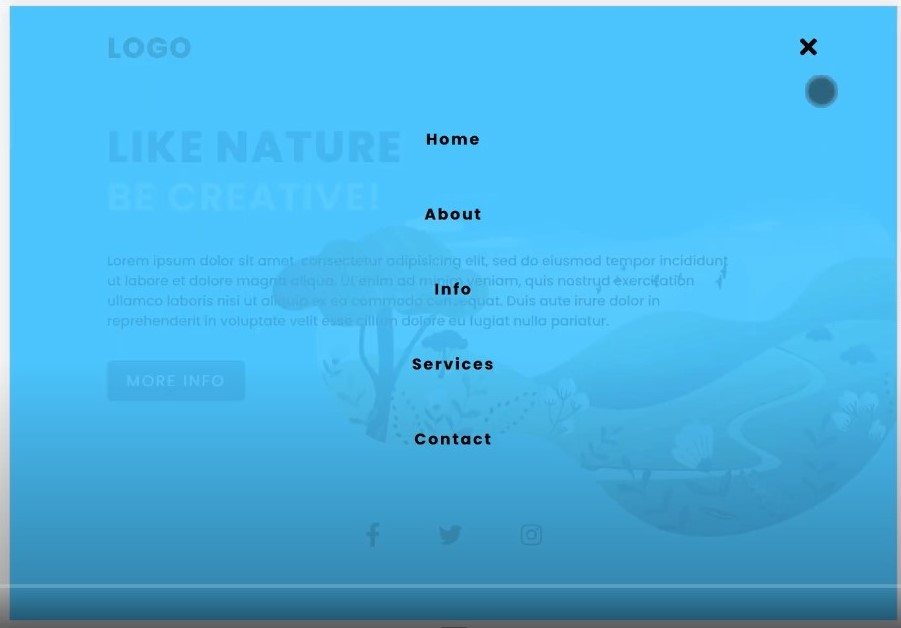 LOGO
LIKE NATURE
BE CREATIVE!
Home
About
Lorem ipsum dolor sit amet, consectetur adipisicing elit, sed do eiusmod tempor incididunt
ut labore et dolore magna aliqua. Ut enim ad minim veniam, quis nostrud exercitation
Info
ullamco laboris nisi ut aliquip ex ea commodo consequat. Duis aute irure dolor in
reprehenderit in voluptate velit esse cillum dolore eu fugiat nulla pariatur.
Services
MORE INFO
Contact